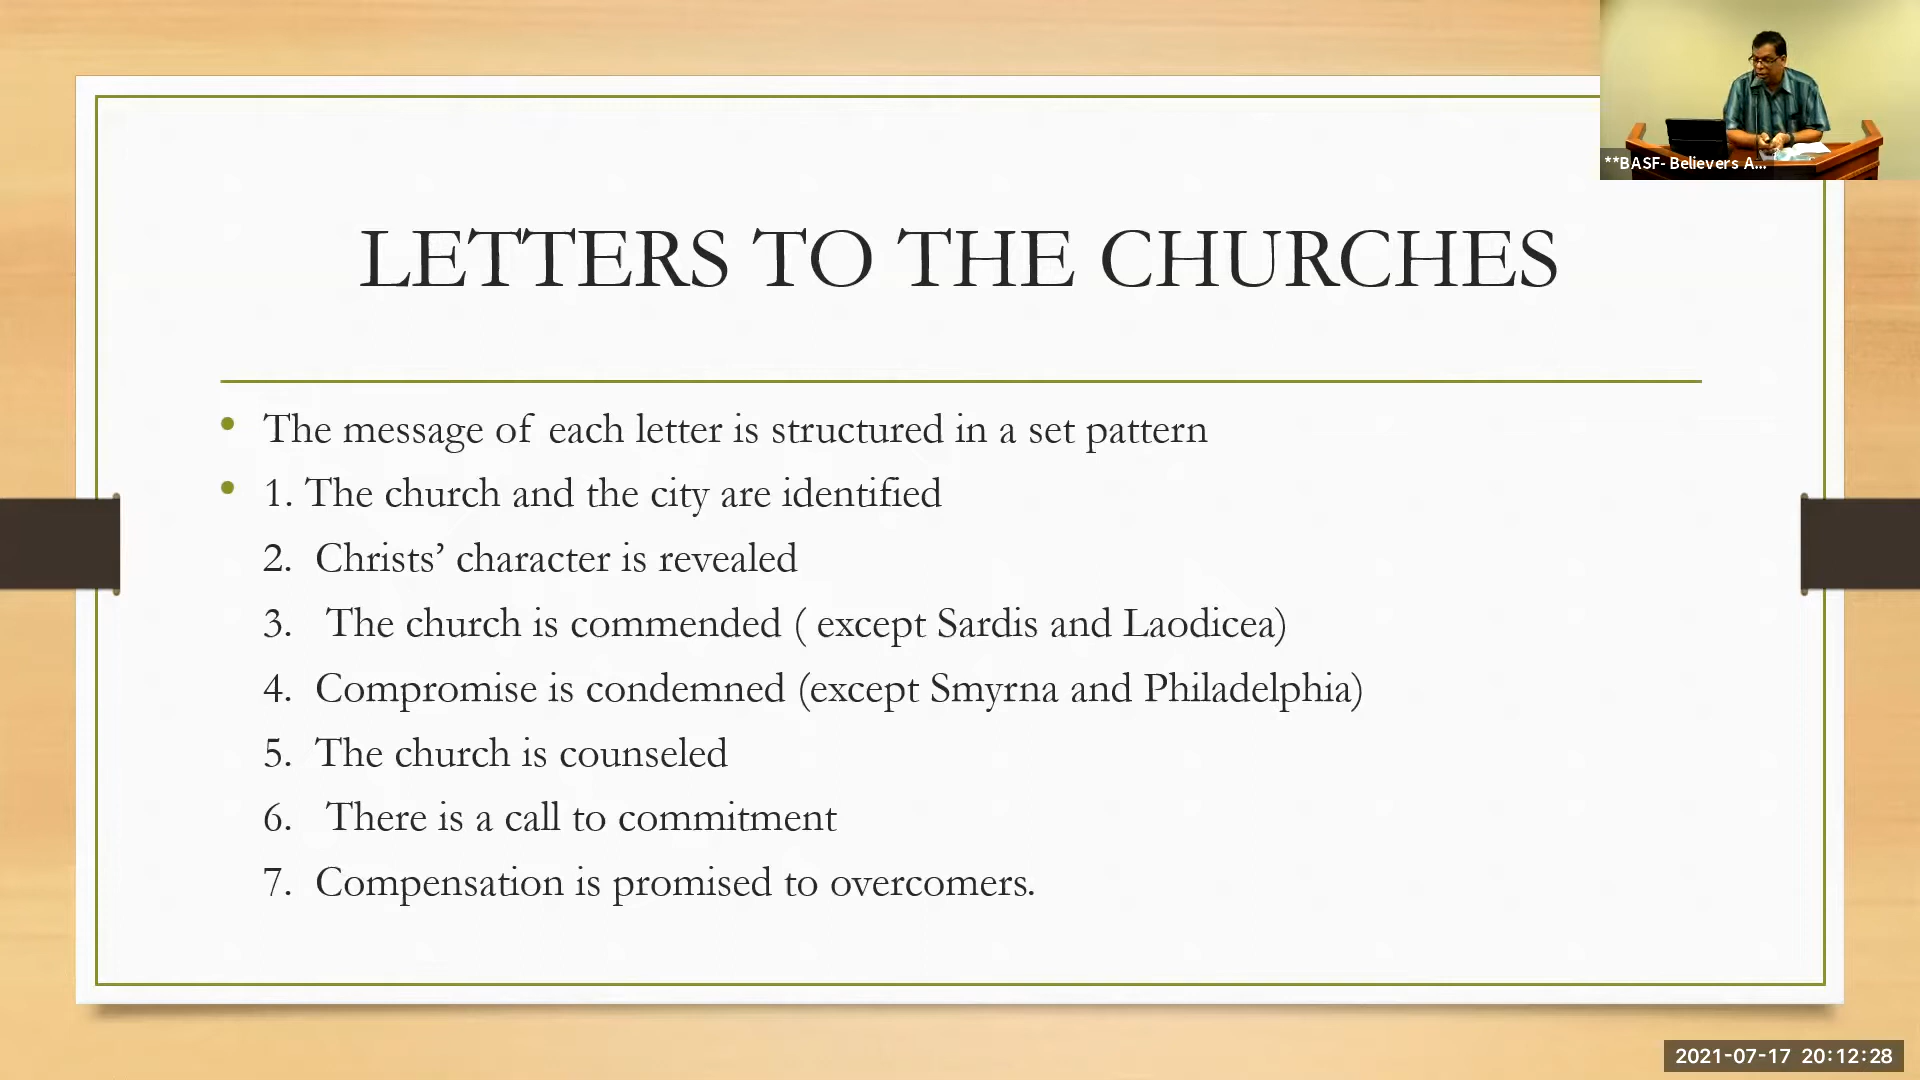 **BASF- Believers A...
LETTERS TO THE CHURCHES
• The message of each letter is structured in a set pattern
• 1. The church and the city are identified
2. Christs’ character is revealed
3. The church is commended ( except Sardis and Laodicea)
4. Compromise is condemned (except Smyrna and Philadelphia)
5. The church is counseled
6. There is a call to commitment
7. Compensation is promised to overcomers.
2021-07-17 20:12:28